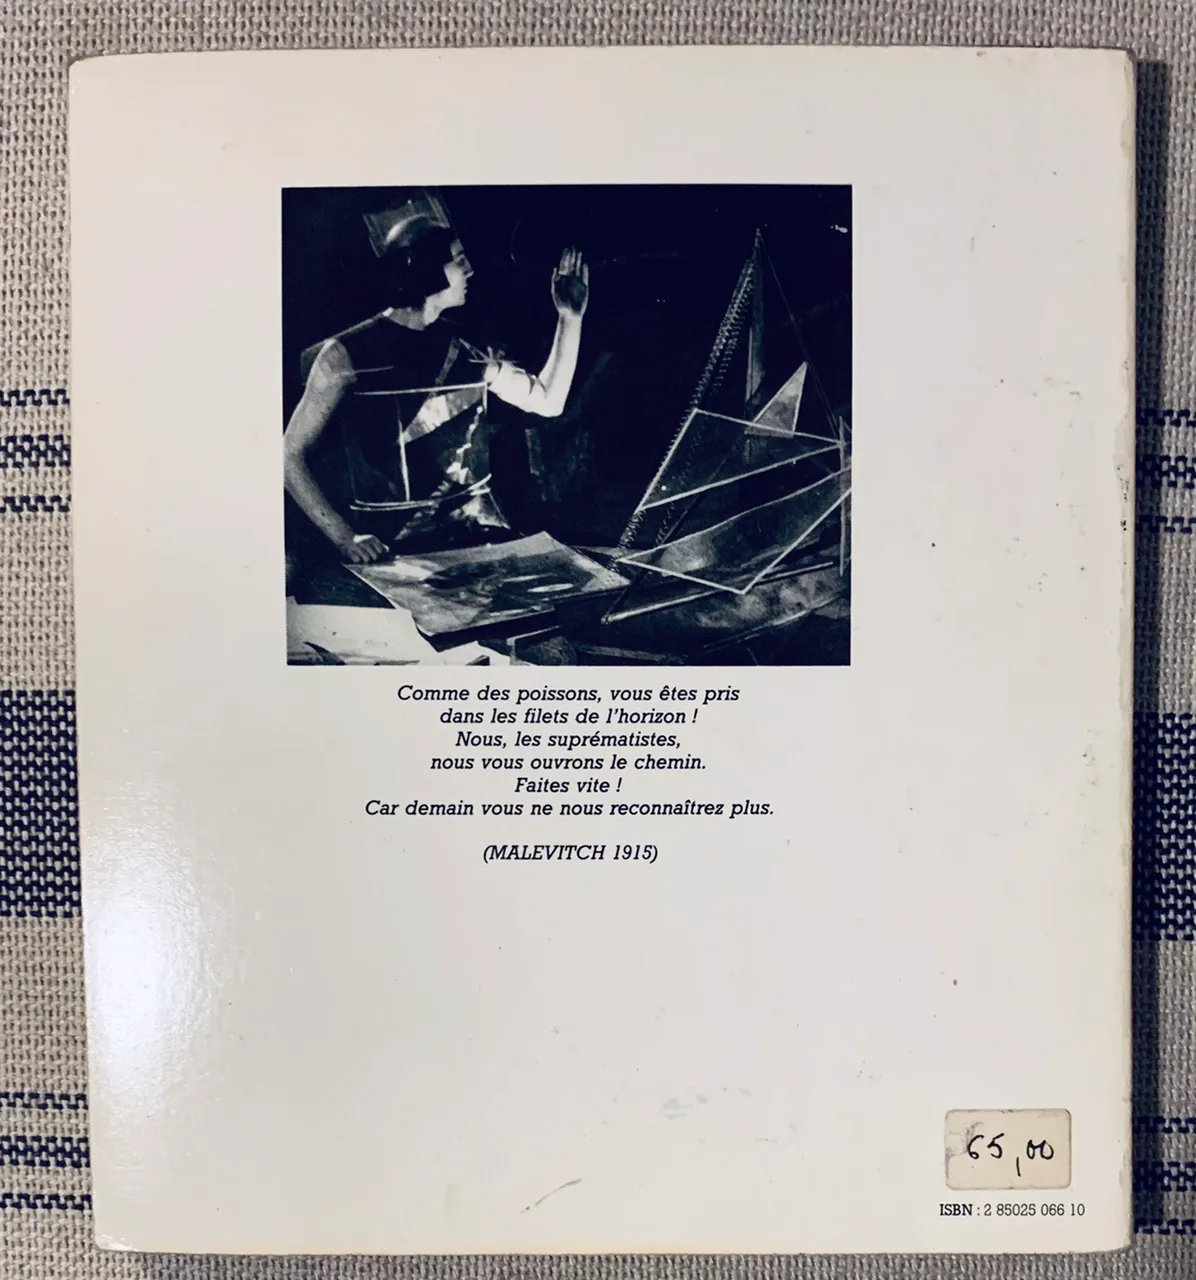 Comme des poissons, vous êtes pris
dans les filets de l'horizon !
Nous, les suprématistes,
nous vous ouvrons le chemin.
Faites vite !
Car demain vous ne nous reconnaîtrez plus.
(MALEVITCH 1915)
65,00
ISBN : 2 85025 066 10